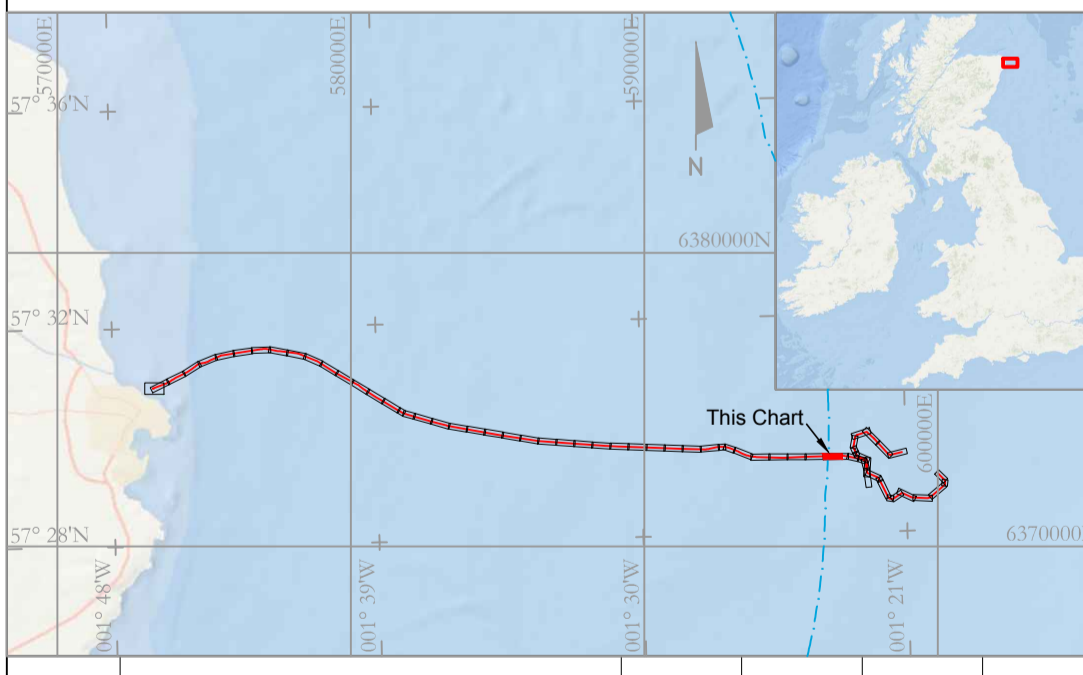 570000E
580000E
590000E
57° 36'N
N
6380000N
57° 32'N
This Chart
600000E
57° 28'N
6370000
001° 48'W
001° 39'W
001° 30'W
001° 21'W